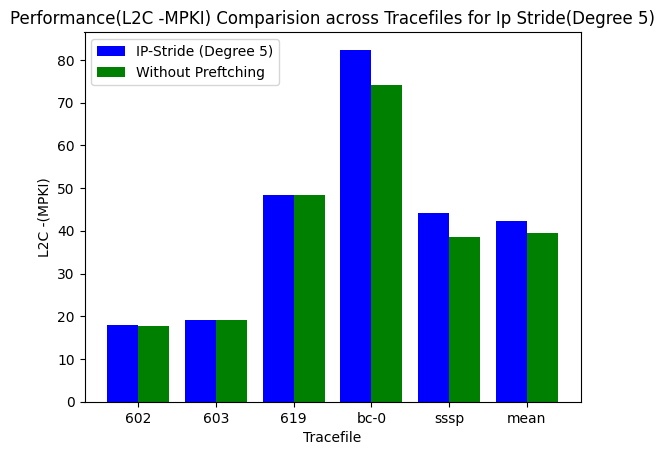 Performance(L2C -MPKI) Comparision across Tracefiles for Ip Stride(Degree 5)
IP-Stride (Degree 5)
Without Preftching
L2C -(MPKI)
80
70
60
50
40
30
20
10
0
602 603 619 bc-0 sssp mean
Tracefile